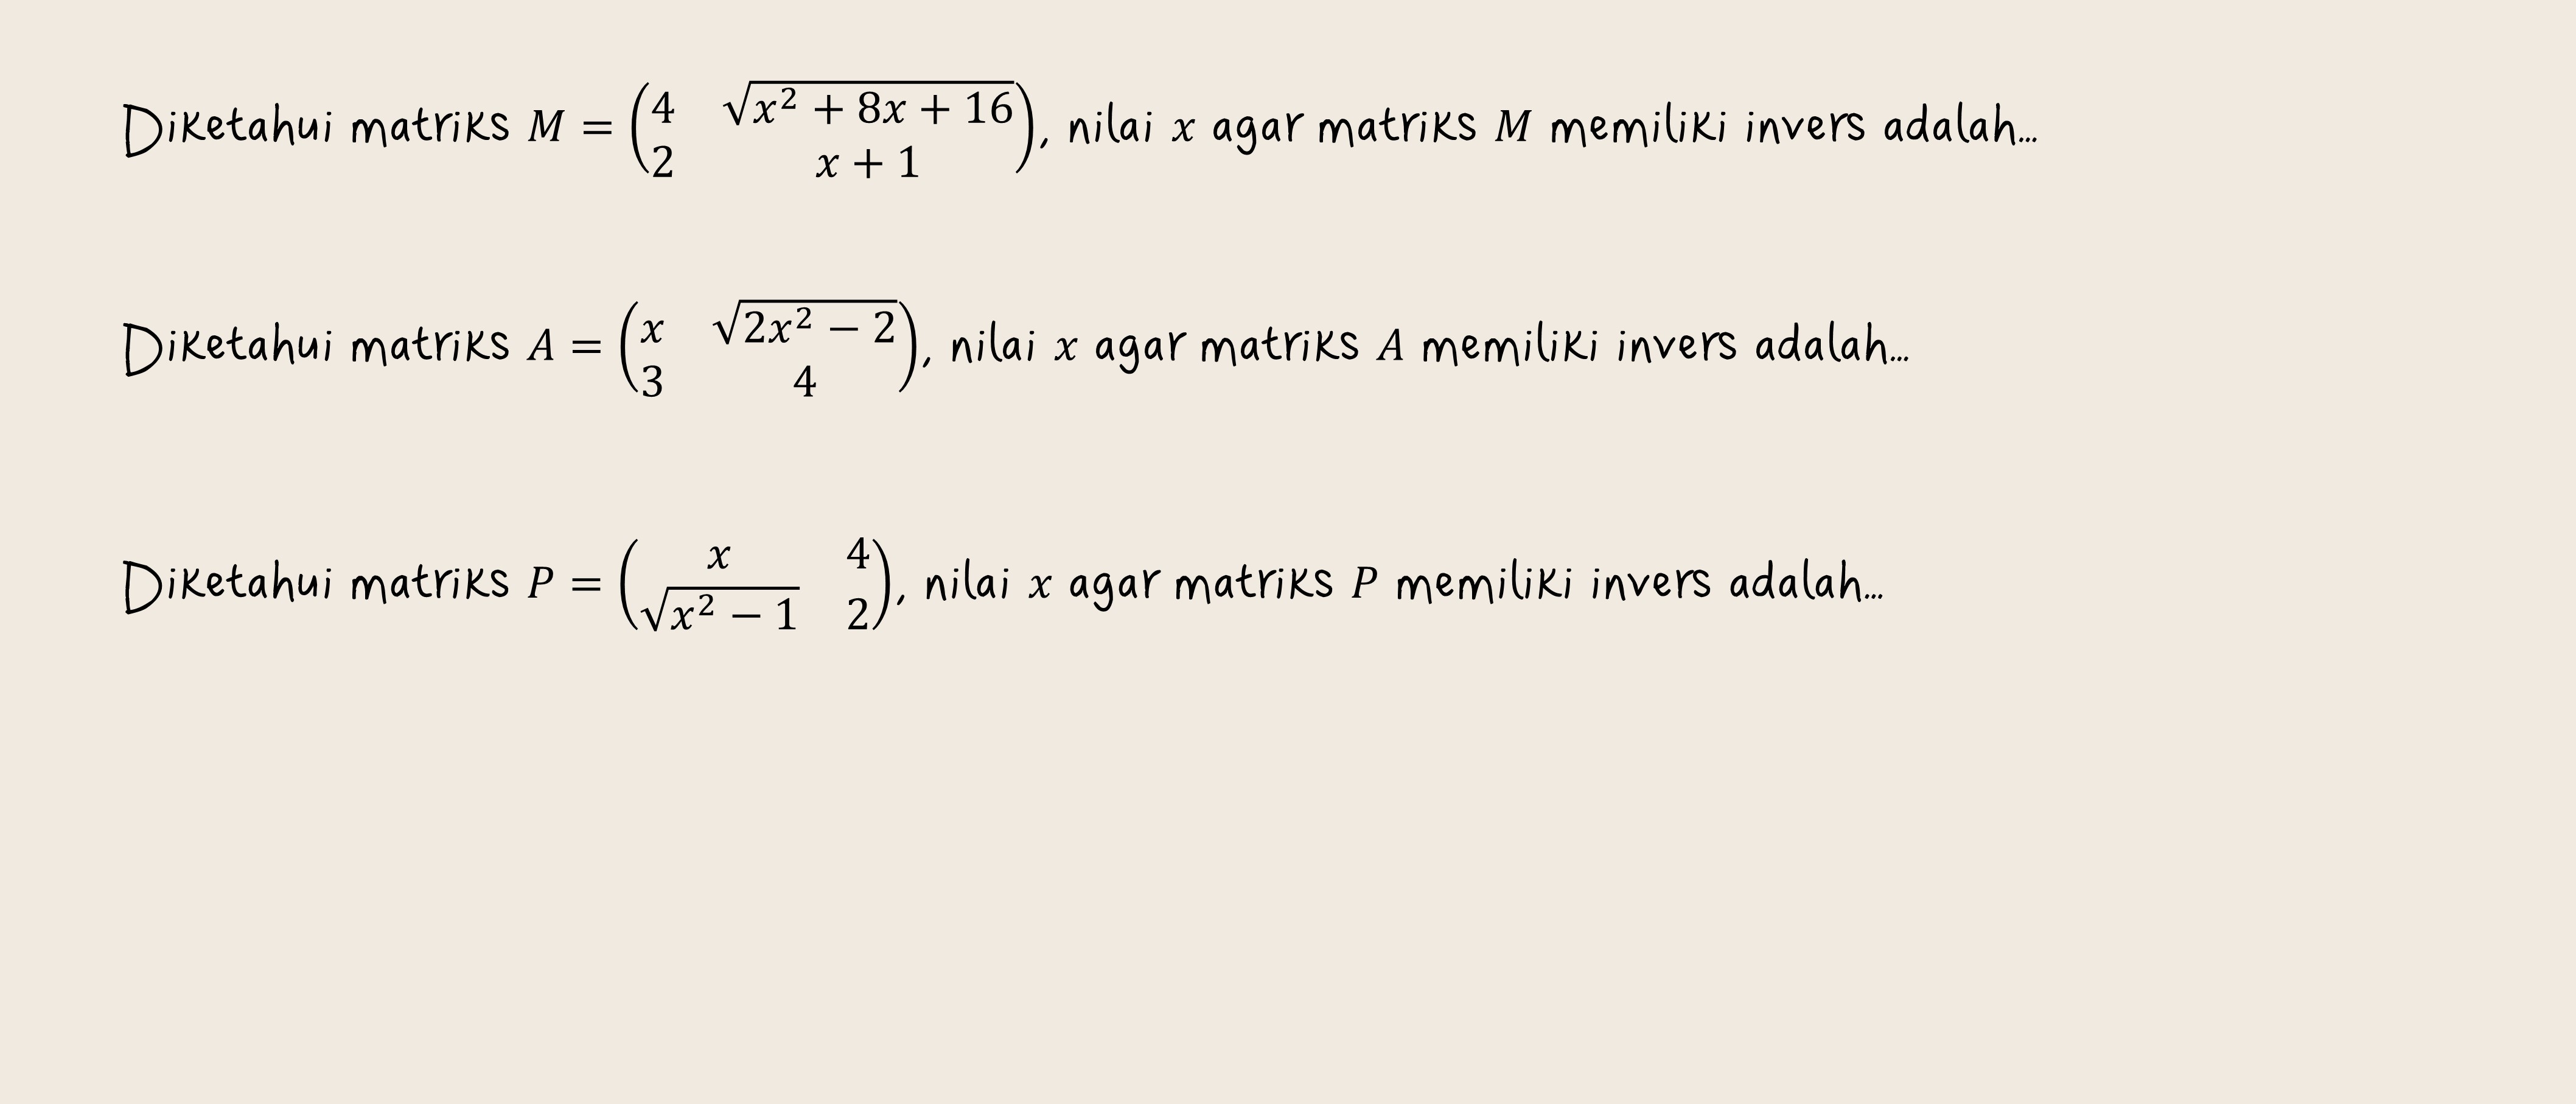 Diketahui matriks $M = \begin{pmatrix} 4 & \sqrt{x^2 + 8x + 16} \\ 2 & x + 1 \end{pmatrix}$, nilai $x$ agar matriks $M$ memiliki invers adalah...
Diketahui matriks $A = \begin{pmatrix} x & \sqrt{2x^2 - 2} \\ 3 & 4 \end{pmatrix}$, nilai $x$ agar matriks $A$ memiliki invers adalah...
Diketahui matriks $P = \begin{pmatrix} x & 4 \\ \sqrt{x^2 - 1} & 2 \end{pmatrix}$, nilai $x$ agar matriks $P$ memiliki invers adalah...